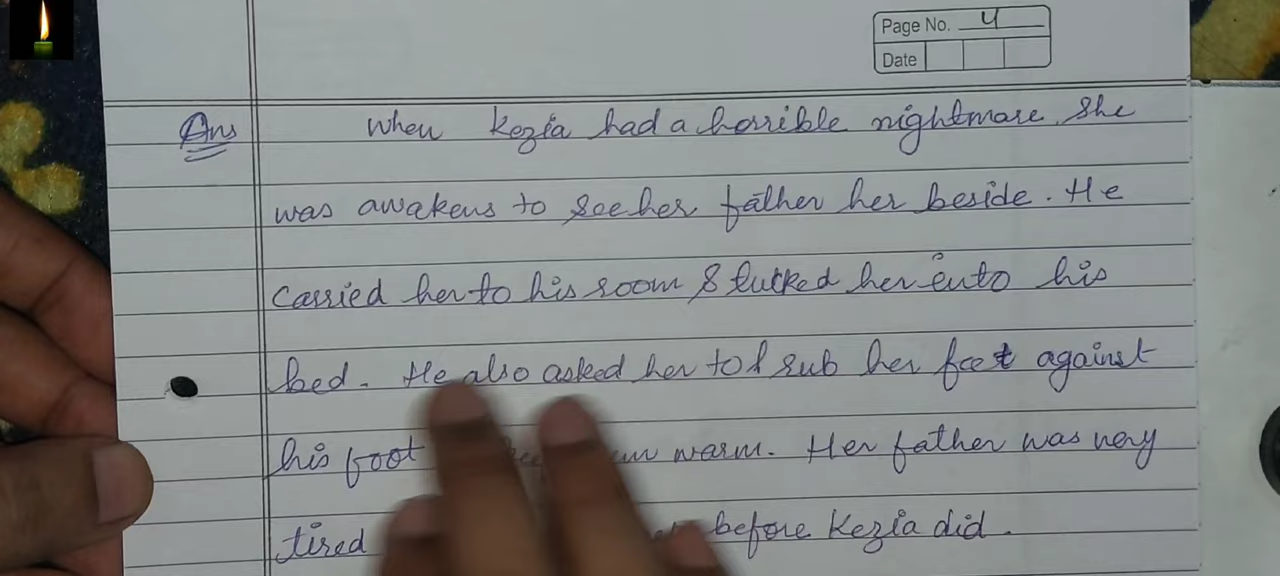 Page No. 4
Date
Ans When Kezia had a horrible nightmare. She
was awakens to see her father her beside. He
carried her to his room & tucked her into his
bed. He also asked her to rub her feet against
his foot warm. Her father was very
tired before Kezia did.